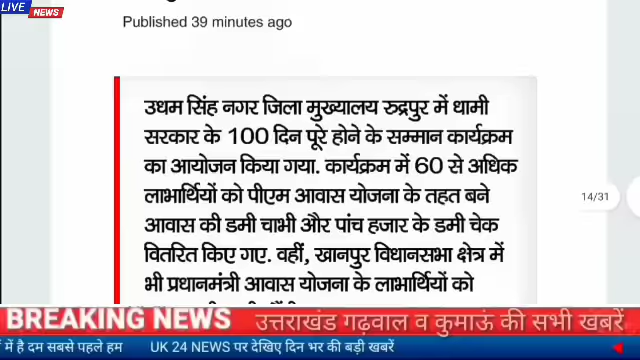 LIVE
NEWS
Published 39 minutes ago
उधम सिंह नगर जिला मुख्यालय रुद्रपुर में धामी
सरकार के 100 दिन पूरे होने के सम्मान कार्यक्रम
का आयोजन किया गया. कार्यक्रम में 60 से अधिक
लाभार्थियों को पीएम आवास योजना के तहत बने
आवास की डमी चाभी और पांच हजार के डमी चेक
वितरित किए गए. वहीं, खानपुर विधानसभा क्षेत्र में
भी प्रधानमंत्री आवास योजना के लाभार्थियों को
14/31
BREAKING NEWS उत्तराखंड गढ़वाल व कुमाऊं की सभी खबरें
में है दम सबसे पहले हम UK 24 NEWS पर देखिए दिन भर की बड़ी खबरें